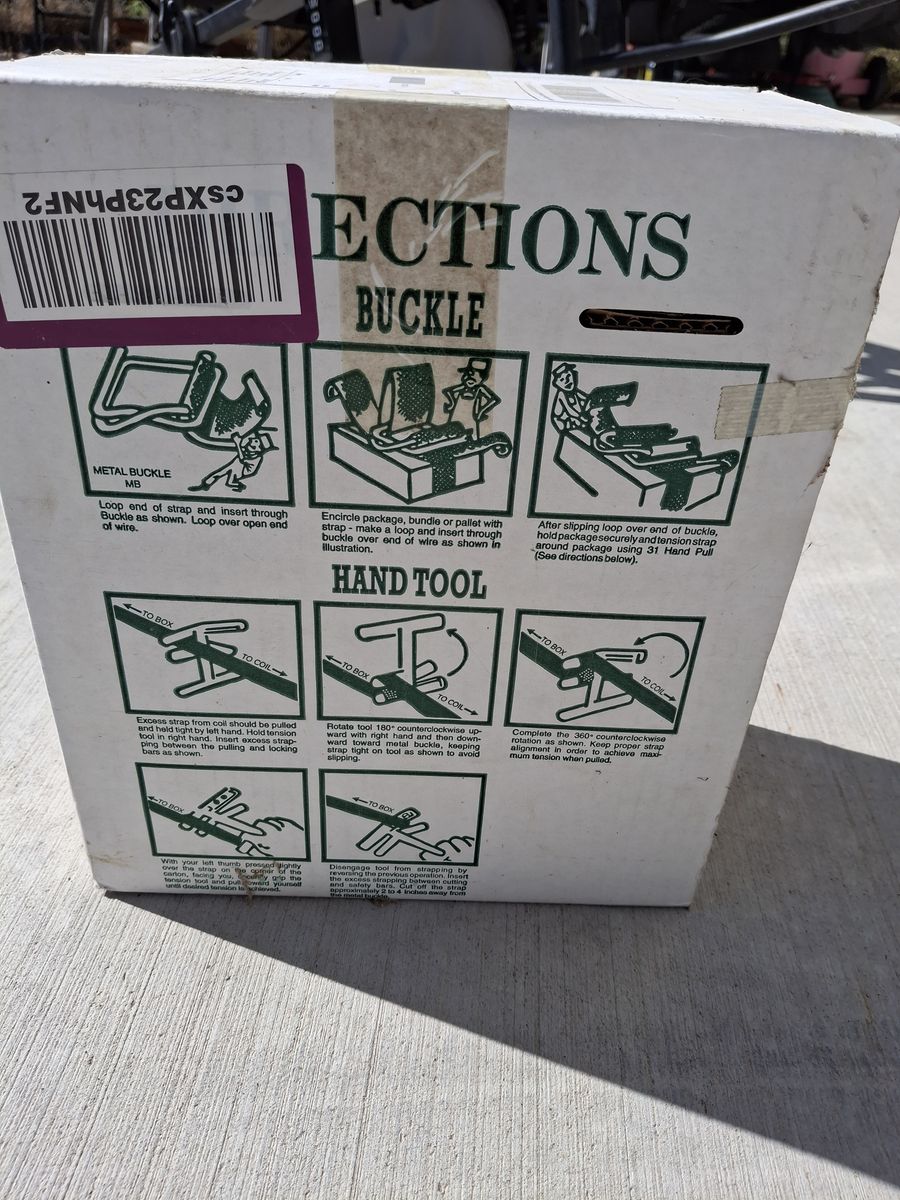 csXP23PhNF2
ECTIONS
BUCKLE
METAL BUCKLE
MB
Loop end of strap and insert through
Buckle as shown. Loop over open end
of wire.
Encircle package, bundle or pallet with
strap - make a loop and insert through
buckle over end of wire as shown in
illustration.
After slipping loop over end of buckle,
hold package securely and tension strap
around package using 31 Hand Pull
(See directions below).
HAND TOOL
TO BOX
TO COIL
Excess strap from coil should be pulled
and held tight by left hand. Hold tension
tool in right hand. Insert excess strap-
ping between the pulling and locking
bars as shown.
TO BOX
TO COIL
Rotate tool 180° counterclockwise up-
ward with right hand and then down-
ward toward metal buckle, keeping
strap tight on tool as shown to avoid
slipping.
TO BOX
TO COIL
Complete the 360° counterclockwise
rotation as shown. Keep proper strap
alignment in order to achieve maxi-
mum tension when pulled.
TO BOX
With your left thumb pressed tightly
over the strap on corner of the
carton, facing you, grip the
tension tool and pull toward yourself
until desired tension is achieved.
TO BOX
Disengage tool from strapping by
reversing the previous operation. Insert
the excess strapping between cutting
and safety bars. Cut off the strap
approximately 2 to 4 inches away from
the metal buckle.